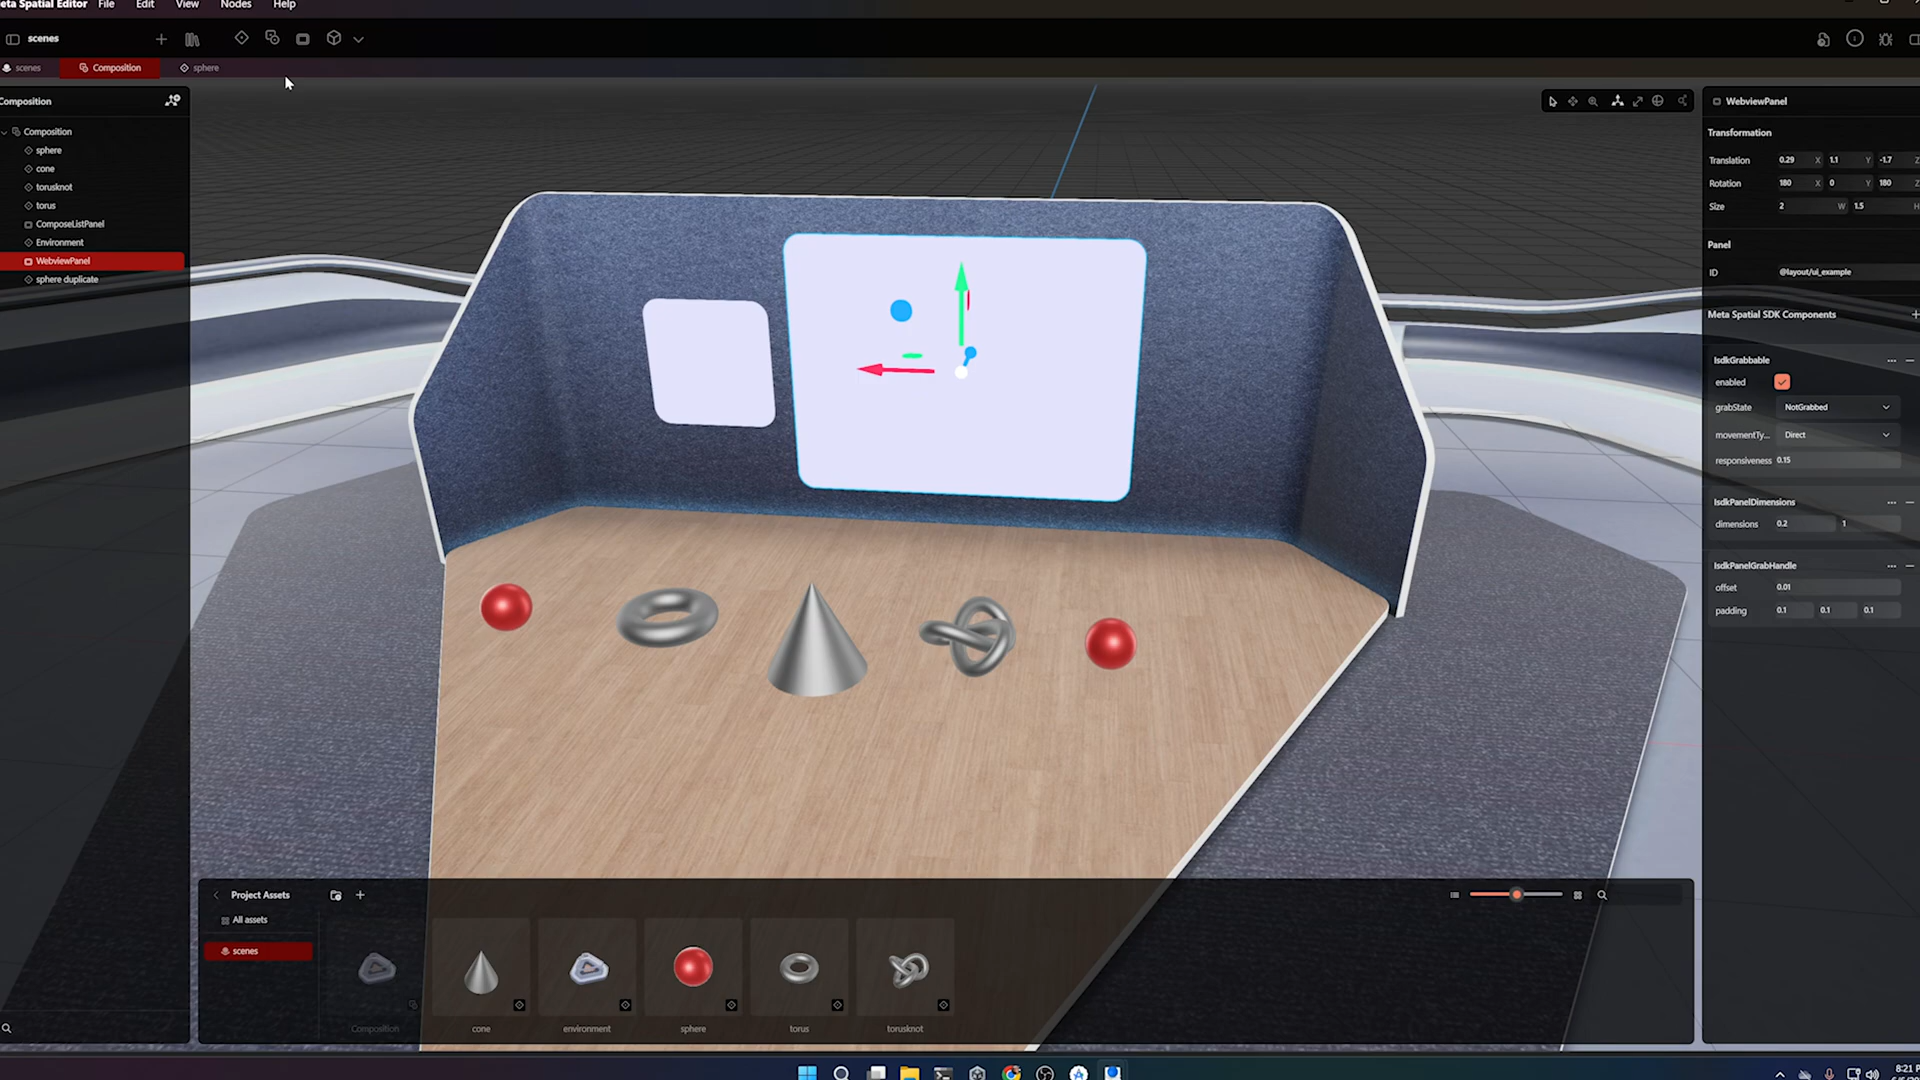 eta Spatial Editor File Edit View Nodes Help
scenes
scenes Composition sphere
Composition
Composition
sphere
cone
torusknot
torus
ComposeListPanel
Environment
WebviewPanel
sphere duplicate
WebviewPanel
Transformation
Translation 0.29 X 1.1 Y -1.7 Z
Rotation 180 X 0 Y 180 Z
Size 2 W 1.5 H
Panel
ID @layout/ui_example
Meta Spatial SDK Components
IsdkGrabbable
enabled
grabState NotGrabbed
movementTy... Direct
responsiveness 0.15
IsdkPanelDimensions
dimensions 0.2 1
IsdkPanelGrabHandle
offset 0.01
padding 0.1 0.1 0.1
Project Assets
All assets
scenes
Composition cone environment sphere torus torusknot
8:21 P